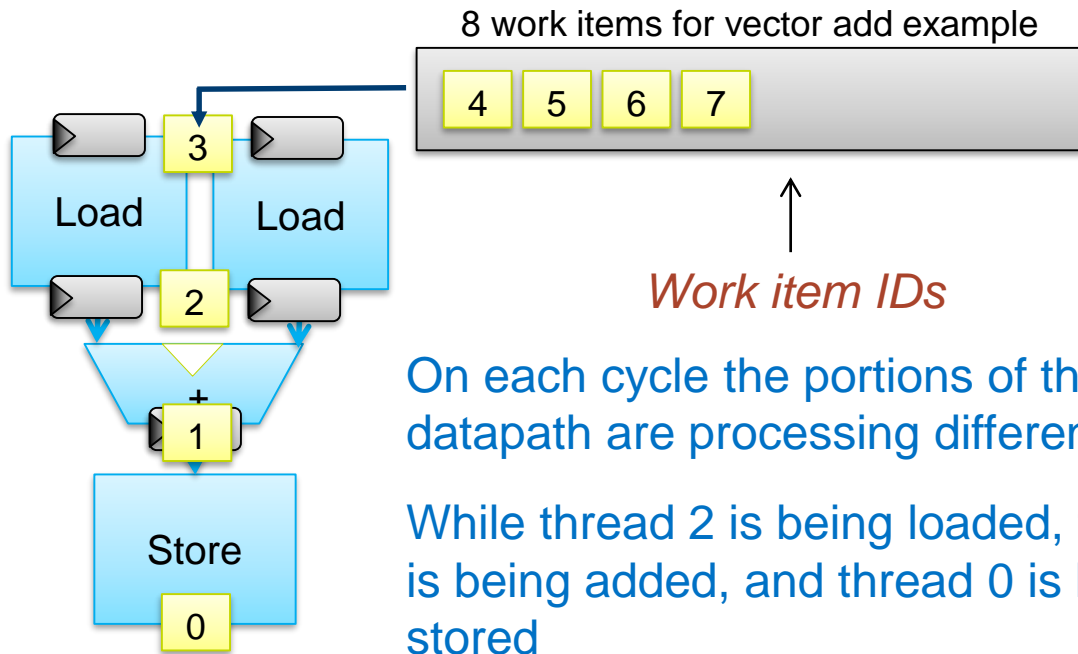 8 work items for vector add example
4 5 6 7
3
Load Load
2
Work item IDs
On each cycle the portions of th
datapath are processing differen
+
1
While thread 2 is being loaded,
Store
is being added, and thread 0 is
0
stored